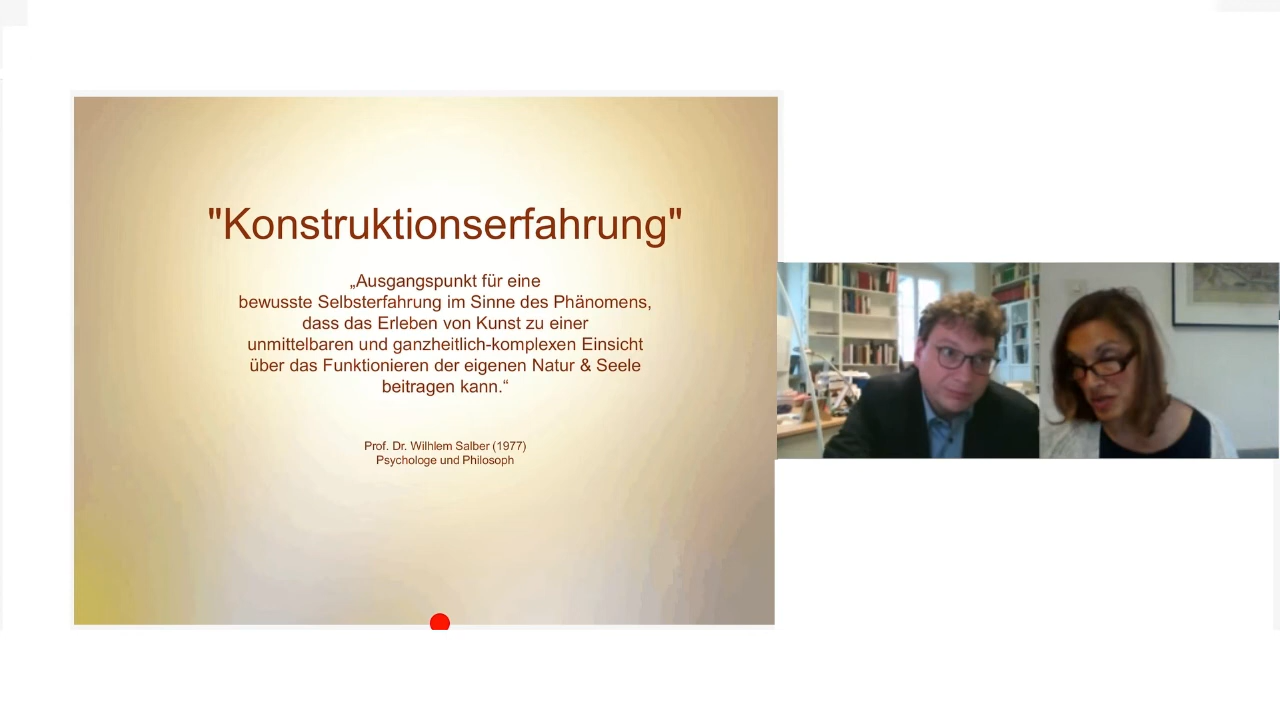 "Konstruktionserfahrung"
„Ausgangspunkt für eine
bewusste Selbsterfahrung im Sinne des Phänomens,
dass das Erleben von Kunst zu einer
unmittelbaren und ganzheitlich-komplexen Einsicht
über das Funktionieren der eigenen Natur & Seele
beitragen kann.“
Prof. Dr. Wilhlem Salber (1977)
Psychologe und Philosoph